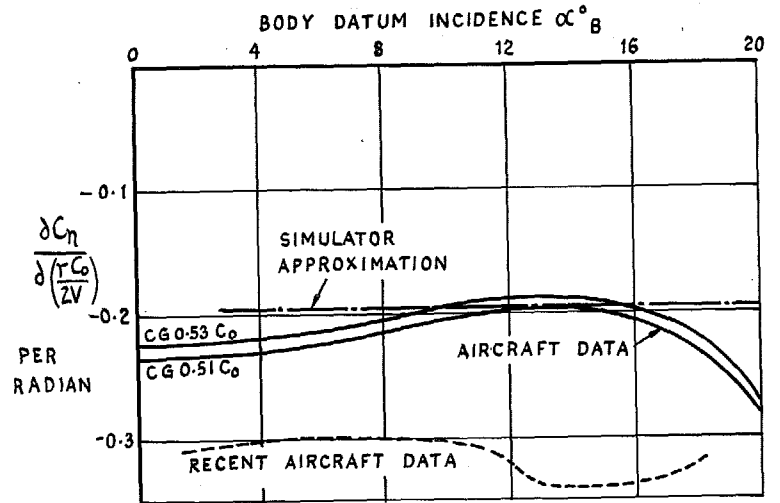 BODY DATUM INCIDENCE ∝°B
0 4 8 12 16 20
-0.1
∂Cn
∂(rC₀
2V)
SIMULATOR
APPROXIMATION
-0.2
CG 0.53 C₀
CG 0.51 C₀
PER
RADIAN
AIRCRAFT DATA
-0.3
RECENT AIRCRAFT DATA